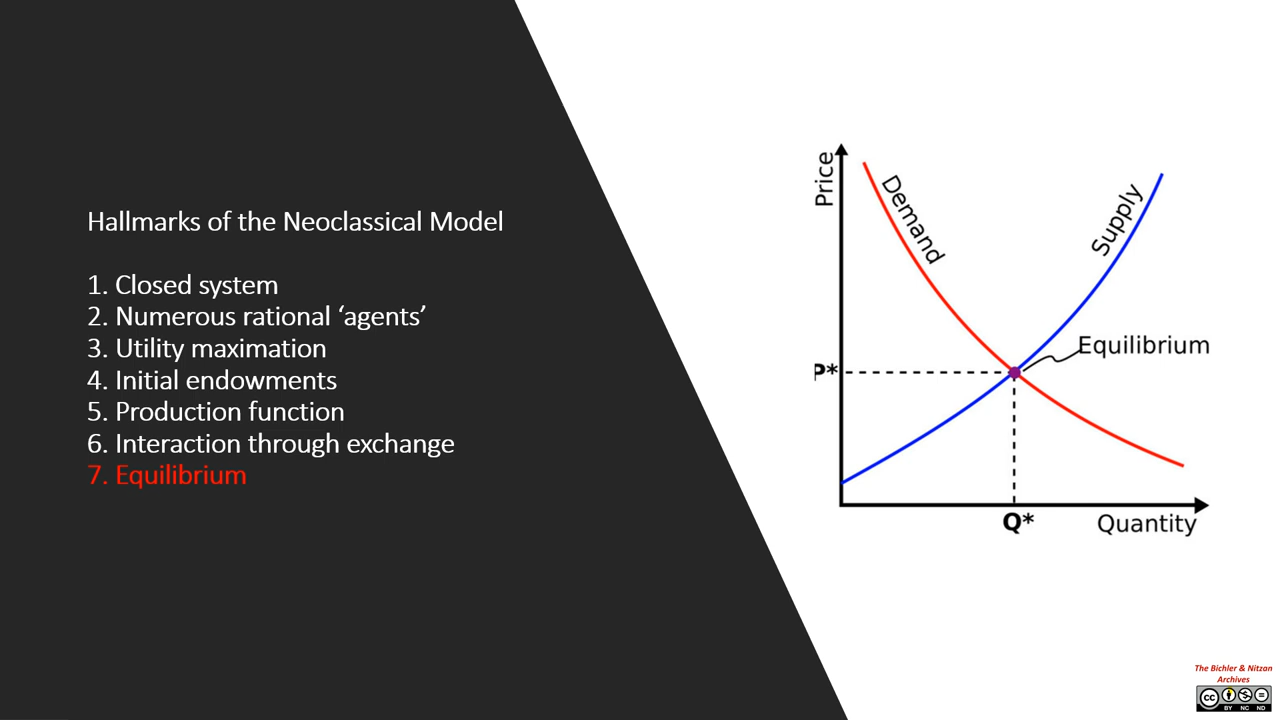 Hallmarks of the Neoclassical Model
1. Closed system
2. Numerous rational ‘agents’
3. Utility maximation
4. Initial endowments
5. Production function
6. Interaction through exchange
7. Equilibrium
Price
Demand
Supply
Equilibrium
P*
Q*
Quantity
The Bichler & Nitzan
Archives
cc
BY NC ND